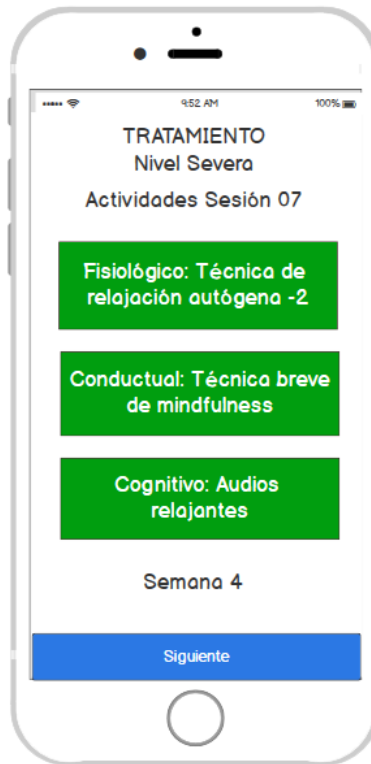 9:52 AM
100%
TRATAMIENTO
Nivel Severa
Actividades Sesión 07
Fisiológico: Técnica de
relajación autógena -2
Conductual: Técnica breve
de mindfulness
Cognitivo: Audios
relajantes
Semana 4
Siguiente